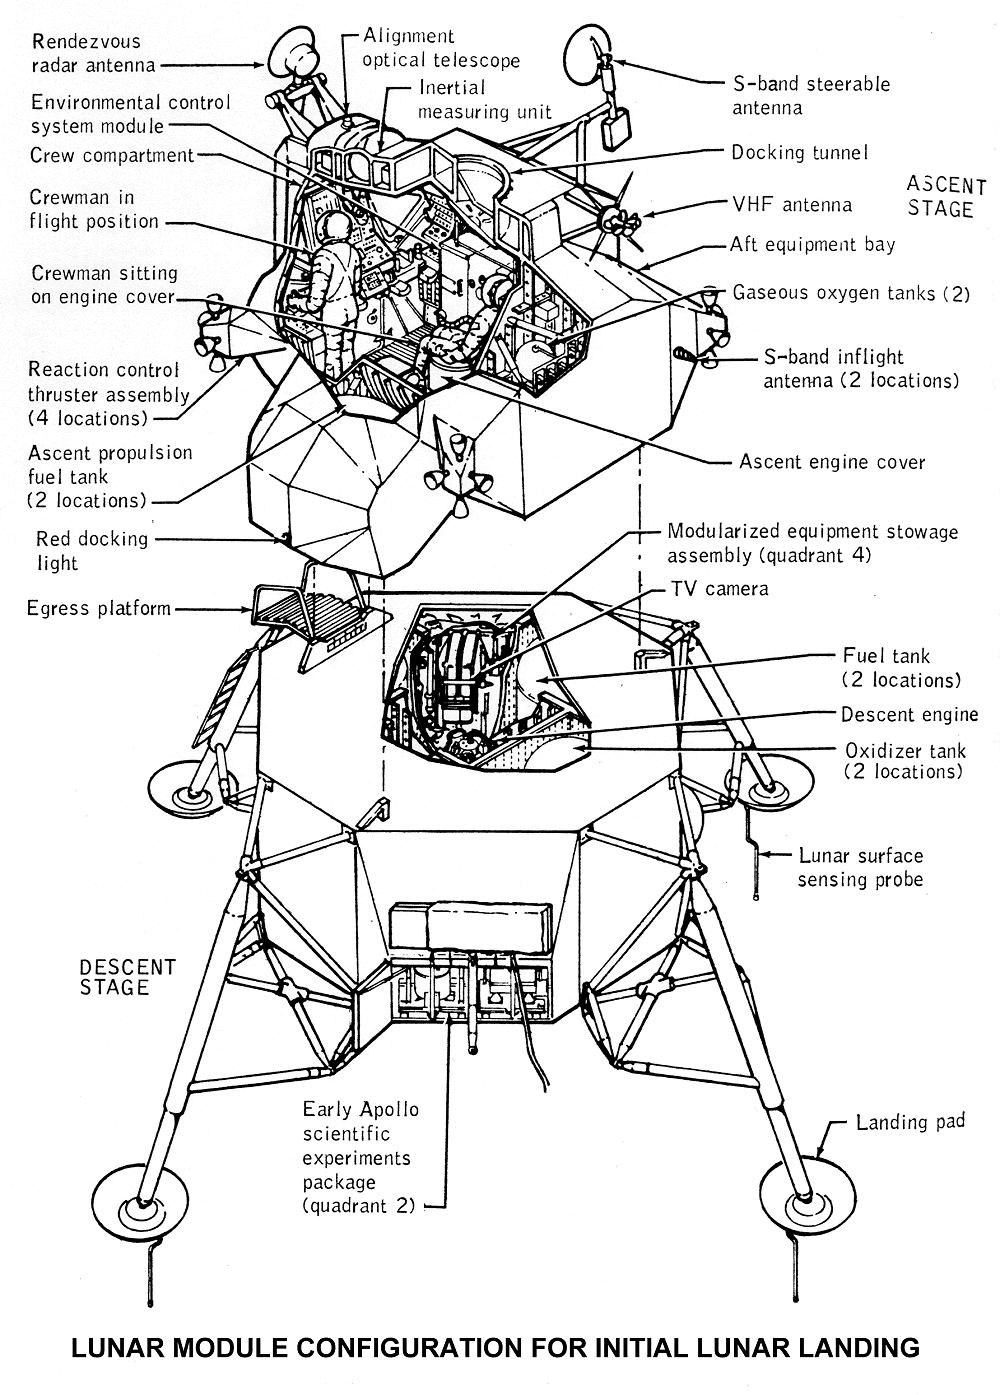 Rendezvous
radar antenna
Environmental control
system module
Crew compartment
Crewman in
flight position
Crewman sitting
on engine cover
Reaction control
thruster assembly
(4 locations)
Ascent propulsion
fuel tank
(2 locations)
Red docking
light
Egress platform
Alignment
optical telescope
Inertial
measuring unit
S-band steerable
antenna
Docking tunnel
ASCENT
STAGE
VHF antenna
Aft equipment bay
Gaseous oxygen tanks (2)
S-band inflight
antenna (2 locations)
Ascent engine cover
Modularized equipment stowage
assembly (quadrant 4)
TV camera
Fuel tank
(2 locations)
Descent engine
Oxidizer tank
(2 locations)
Lunar surface
sensing probe
DESCENT
STAGE
Early Apollo
scientific
experiments
package
(quadrant 2)
Landing pad
LUNAR MODULE CONFIGURATION FOR INITIAL LUNAR LANDING